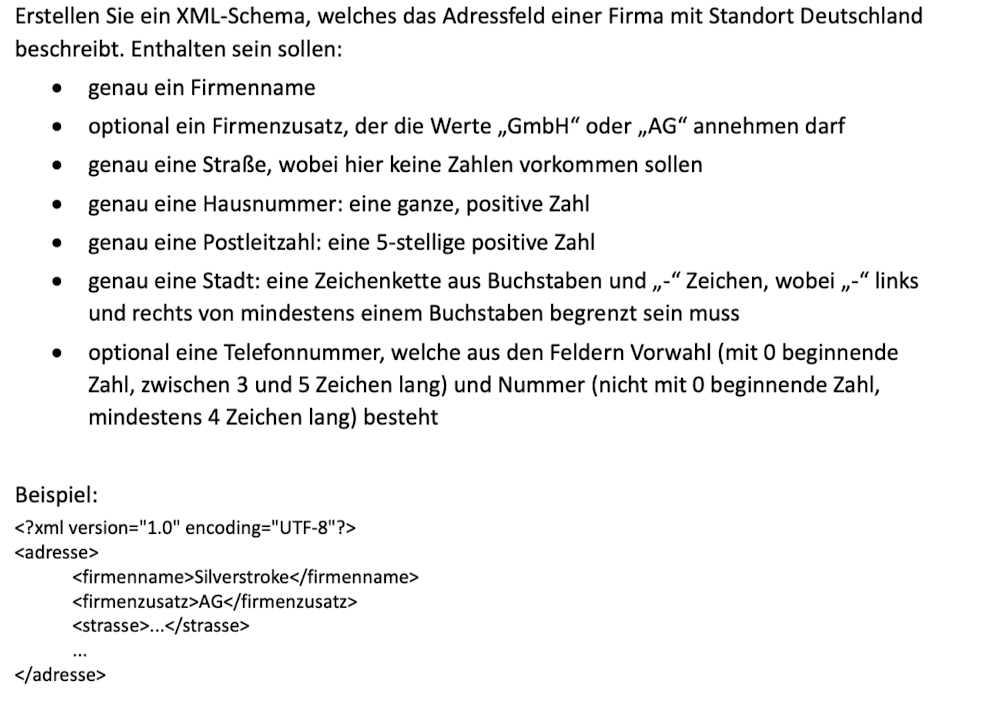 Erstellen Sie ein XML-Schema, welches das Adressfeld einer Firma mit Standort Deutschland
beschreibt. Enthalten sein sollen:
• genau ein Firmenname
• optional ein Firmenzusatz, der die Werte „GmbH“ oder „AG“ annehmen darf
• genau eine Straße, wobei hier keine Zahlen vorkommen sollen
• genau eine Hausnummer: eine ganze, positive Zahl
• genau eine Postleitzahl: eine 5-stellige positive Zahl
• genau eine Stadt: eine Zeichenkette aus Buchstaben und „-“ Zeichen, wobei „-“ links
und rechts von mindestens einem Buchstaben begrenzt sein muss
• optional eine Telefonnummer, welche aus den Feldern Vorwahl (mit 0 beginnende
Zahl, zwischen 3 und 5 Zeichen lang) und Nummer (nicht mit 0 beginnende Zahl,
mindestens 4 Zeichen lang) besteht
Beispiel:
<?xml version="1.0" encoding="UTF-8"?>
<adresse>
<firmenname>Silverstroke</firmenname>
<firmenzusatz>AG</firmenzusatz>
<strasse>...</strasse>
...
</adresse>